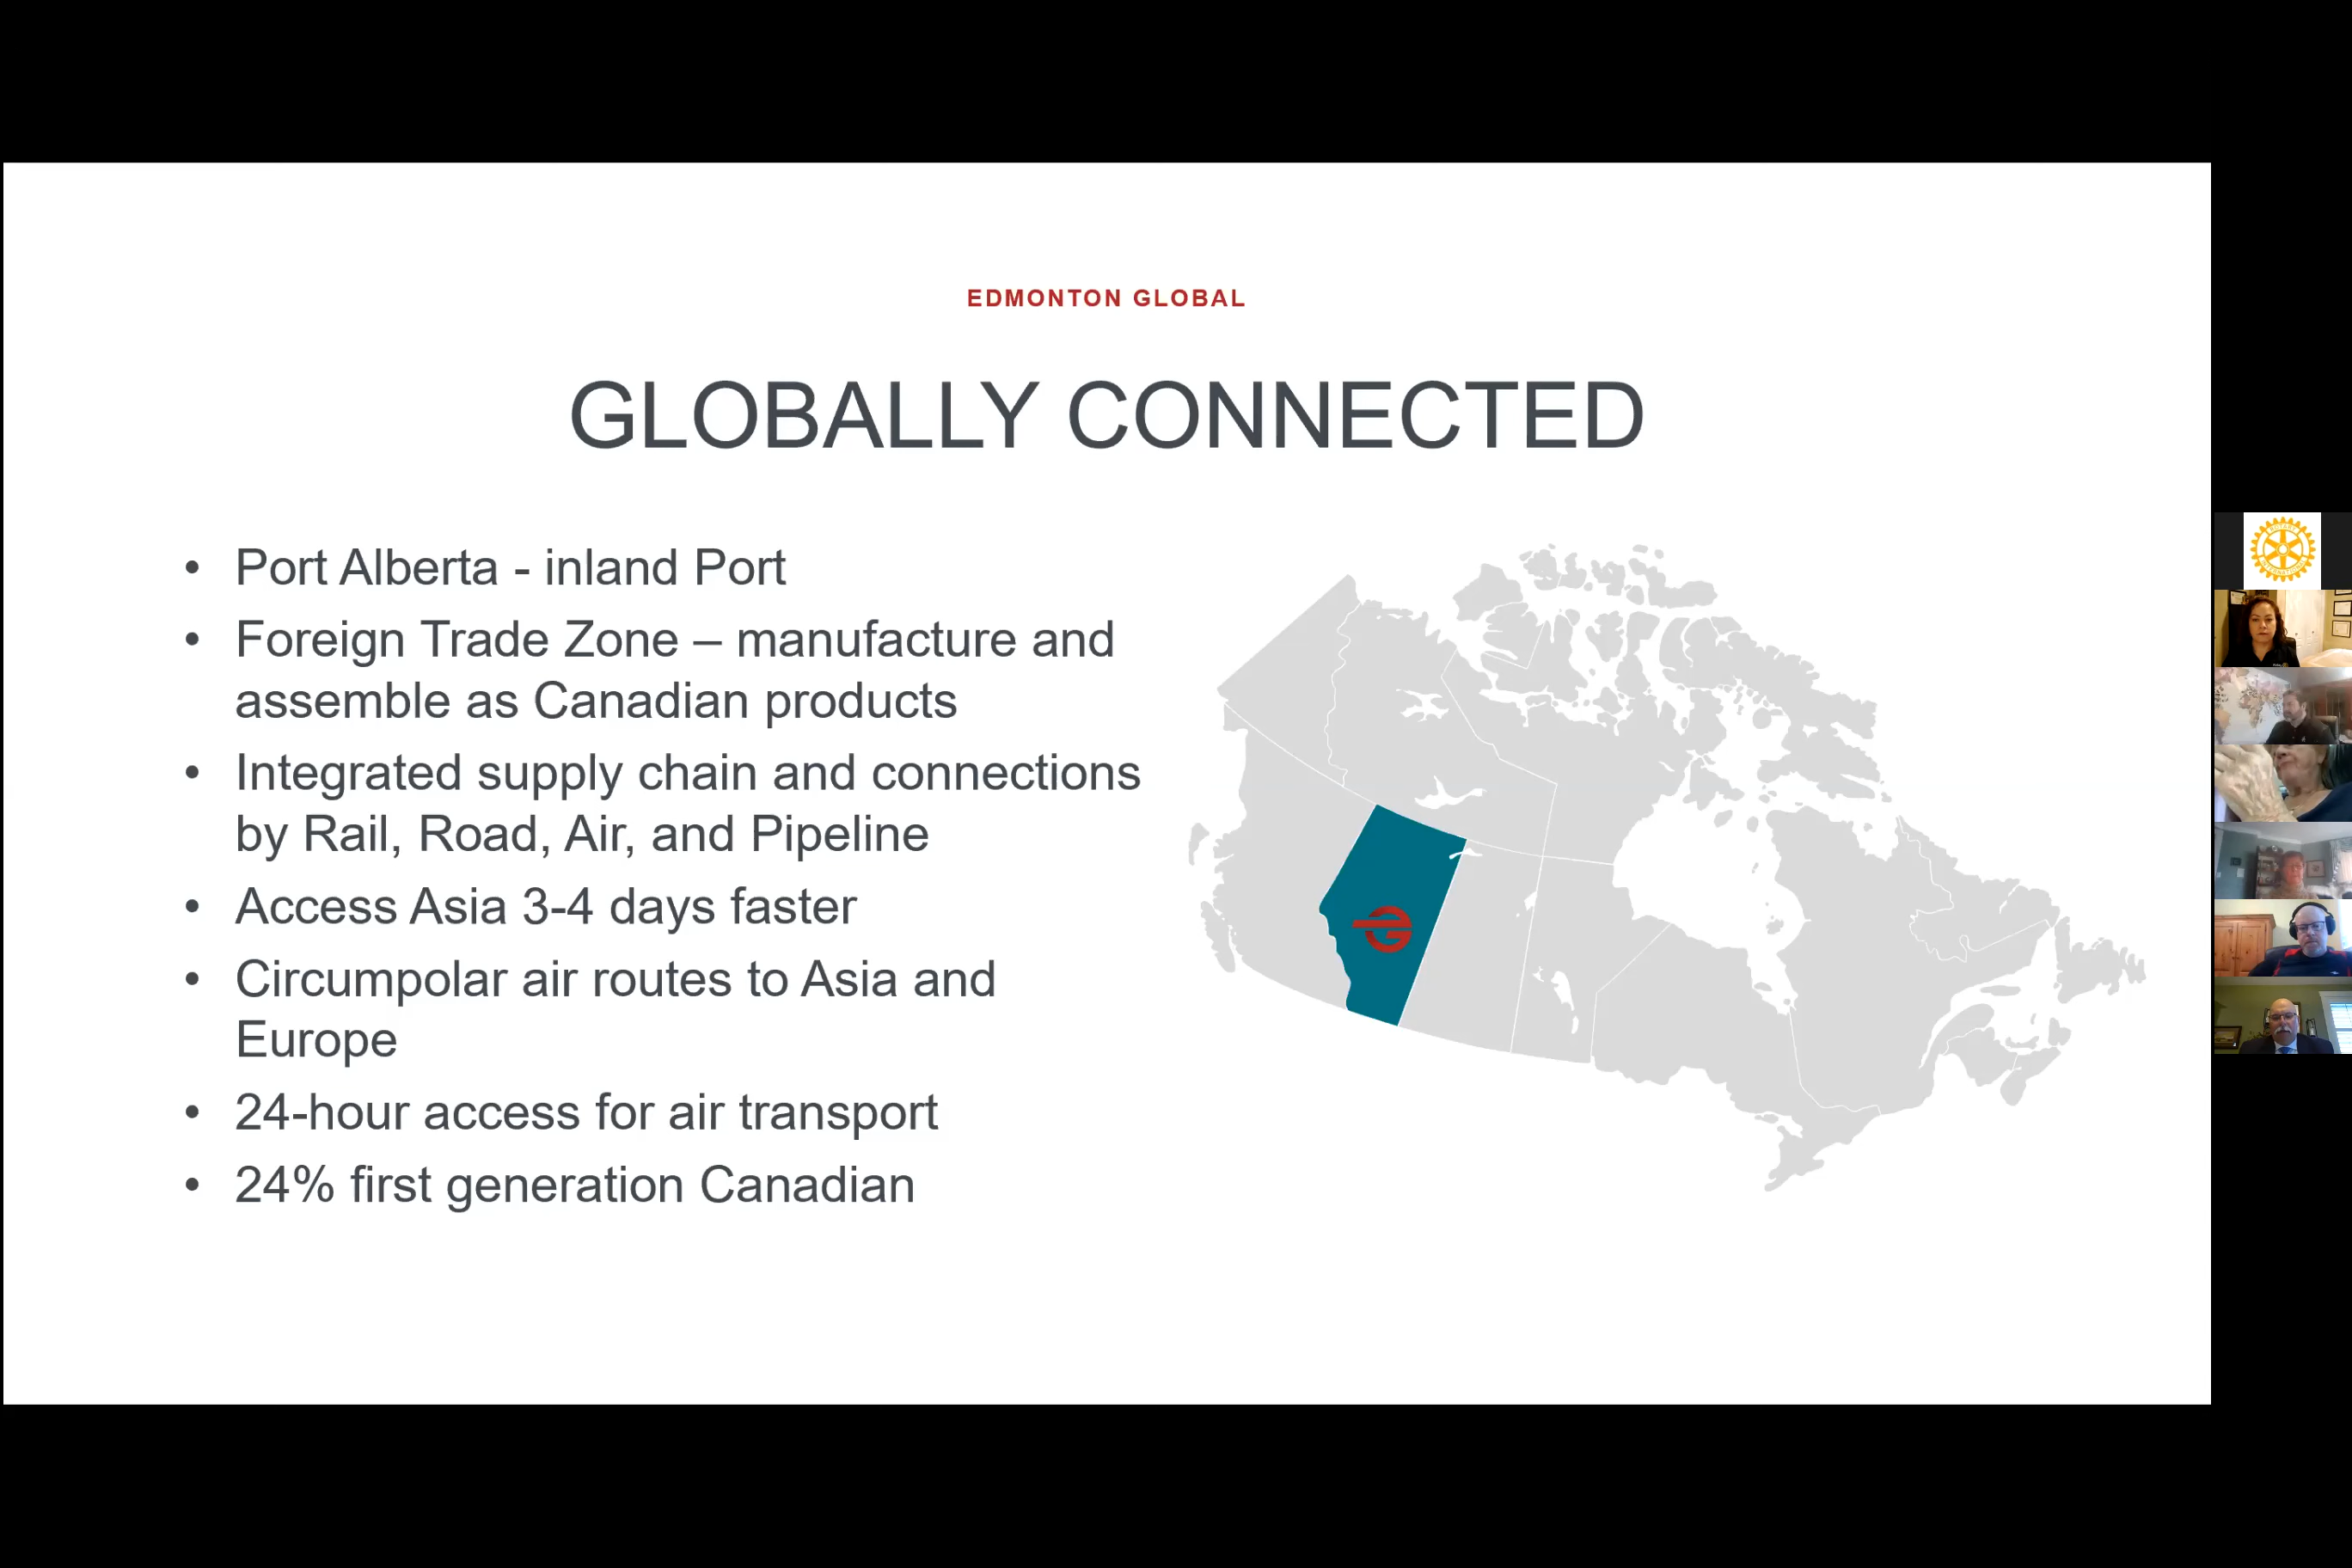 EDMONTON GLOBAL
GLOBALLY CONNECTED
• Port Alberta - inland Port
• Foreign Trade Zone – manufacture and
assemble as Canadian products
• Integrated supply chain and connections
by Rail, Road, Air, and Pipeline
• Access Asia 3-4 days faster
• Circumpolar air routes to Asia and
Europe
• 24-hour access for air transport
• 24% first generation Canadian
ROTARY
INTERNATIONAL